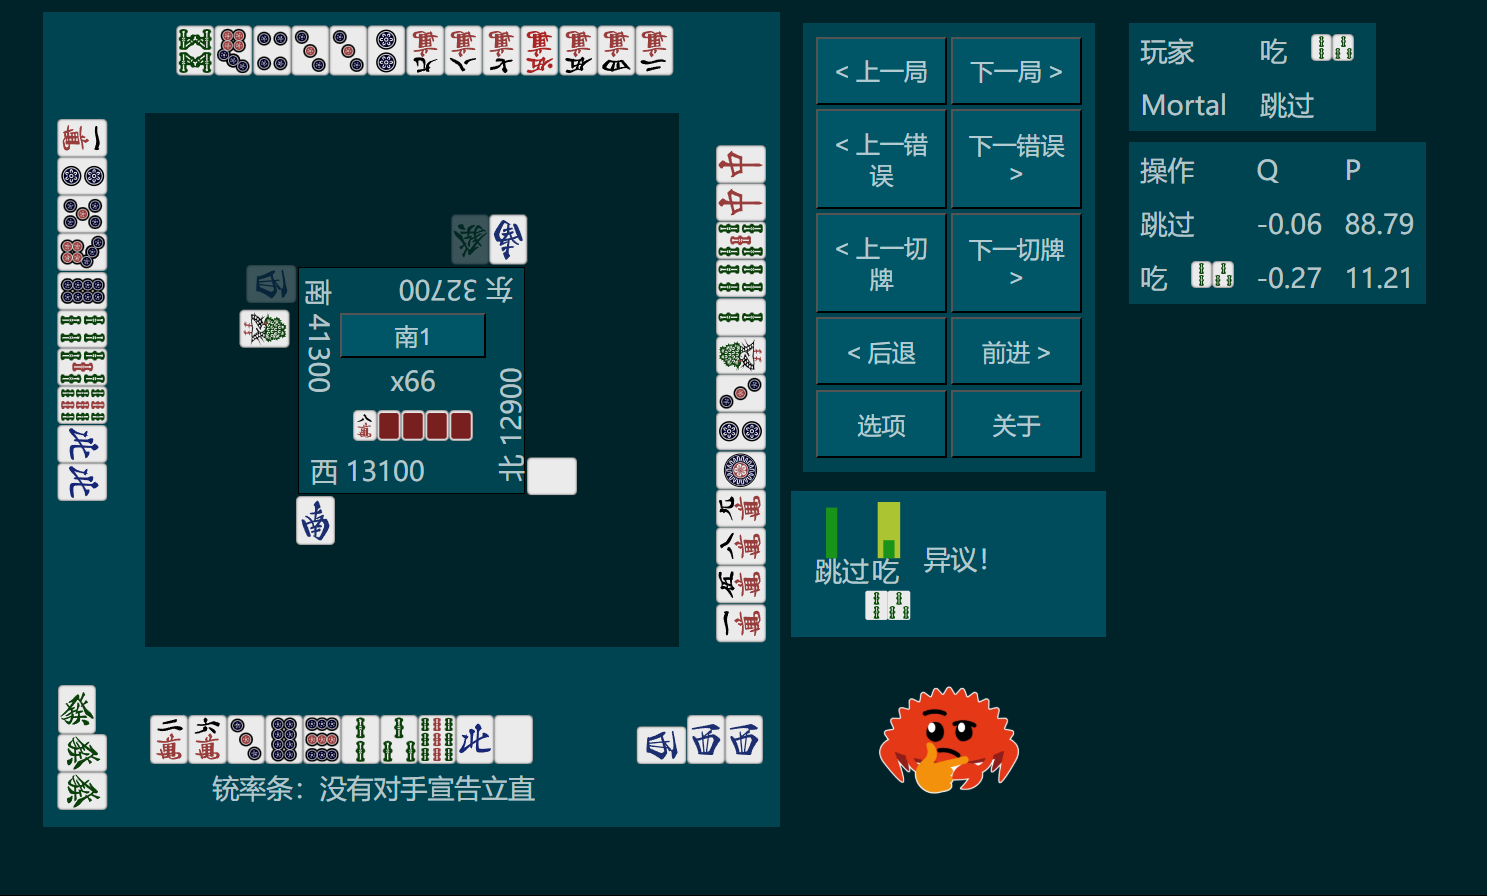 南 41300
东 32700
南1
x66
西 13100
北 12900
铳率条：没有对手宣告立直
< 上一局
下一局 >
< 上一错
误
下一错误
>
< 上一切
牌
下一切牌
>
< 后退
前进 >
选项
关于
跳过 吃
异议！
玩家 吃
Mortal 跳过
操作 Q P
跳过 -0.06 88.79
吃 -0.27 11.21